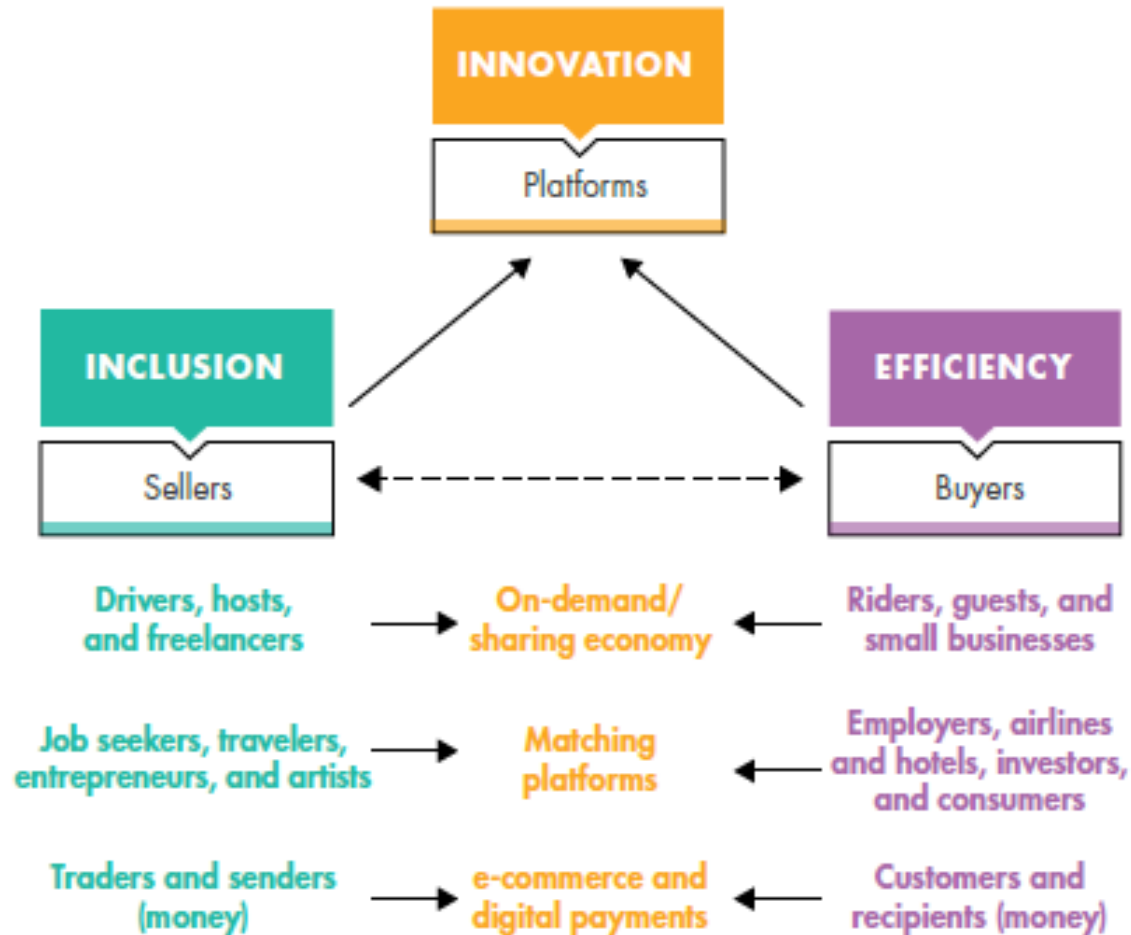 INNOVATION
Platforms
INCLUSION
Sellers
EFFICIENCY
Buyers
Drivers, hosts,
and freelancers
On-demand/
sharing economy
Riders, guests, and
small businesses
Job seekers, travelers,
entrepreneurs, and artists
Matching
platforms
Employers, airlines
and hotels, investors,
and consumers
Traders and senders
(money)
e-commerce and
digital payments
Customers and
recipients (money)